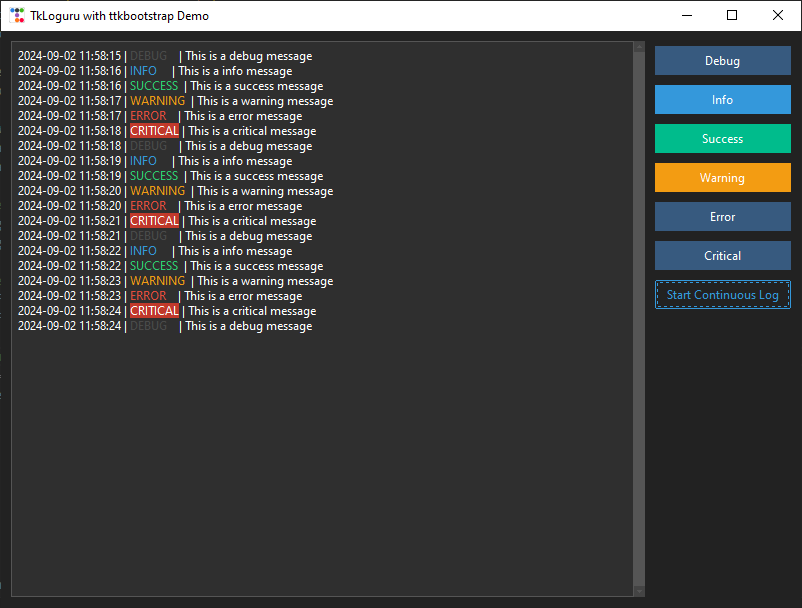 TkLoguru with ttkbootstrap Demo
2024-09-02 11:58:15 | DEBUG | This is a debug message
2024-09-02 11:58:16 | INFO | This is a info message
2024-09-02 11:58:16 | SUCCESS | This is a success message
2024-09-02 11:58:17 | WARNING | This is a warning message
2024-09-02 11:58:17 | ERROR | This is a error message
2024-09-02 11:58:18 | CRITICAL | This is a critical message
2024-09-02 11:58:18 | DEBUG | This is a debug message
2024-09-02 11:58:19 | INFO | This is a info message
2024-09-02 11:58:19 | SUCCESS | This is a success message
2024-09-02 11:58:20 | WARNING | This is a warning message
2024-09-02 11:58:20 | ERROR | This is a error message
2024-09-02 11:58:21 | CRITICAL | This is a critical message
2024-09-02 11:58:21 | DEBUG | This is a debug message
2024-09-02 11:58:22 | INFO | This is a info message
2024-09-02 11:58:22 | SUCCESS | This is a success message
2024-09-02 11:58:23 | WARNING | This is a warning message
2024-09-02 11:58:23 | ERROR | This is a error message
2024-09-02 11:58:24 | CRITICAL | This is a critical message
2024-09-02 11:58:24 | DEBUG | This is a debug message
Debug
Info
Success
Warning
Error
Critical
Start Continuous Log